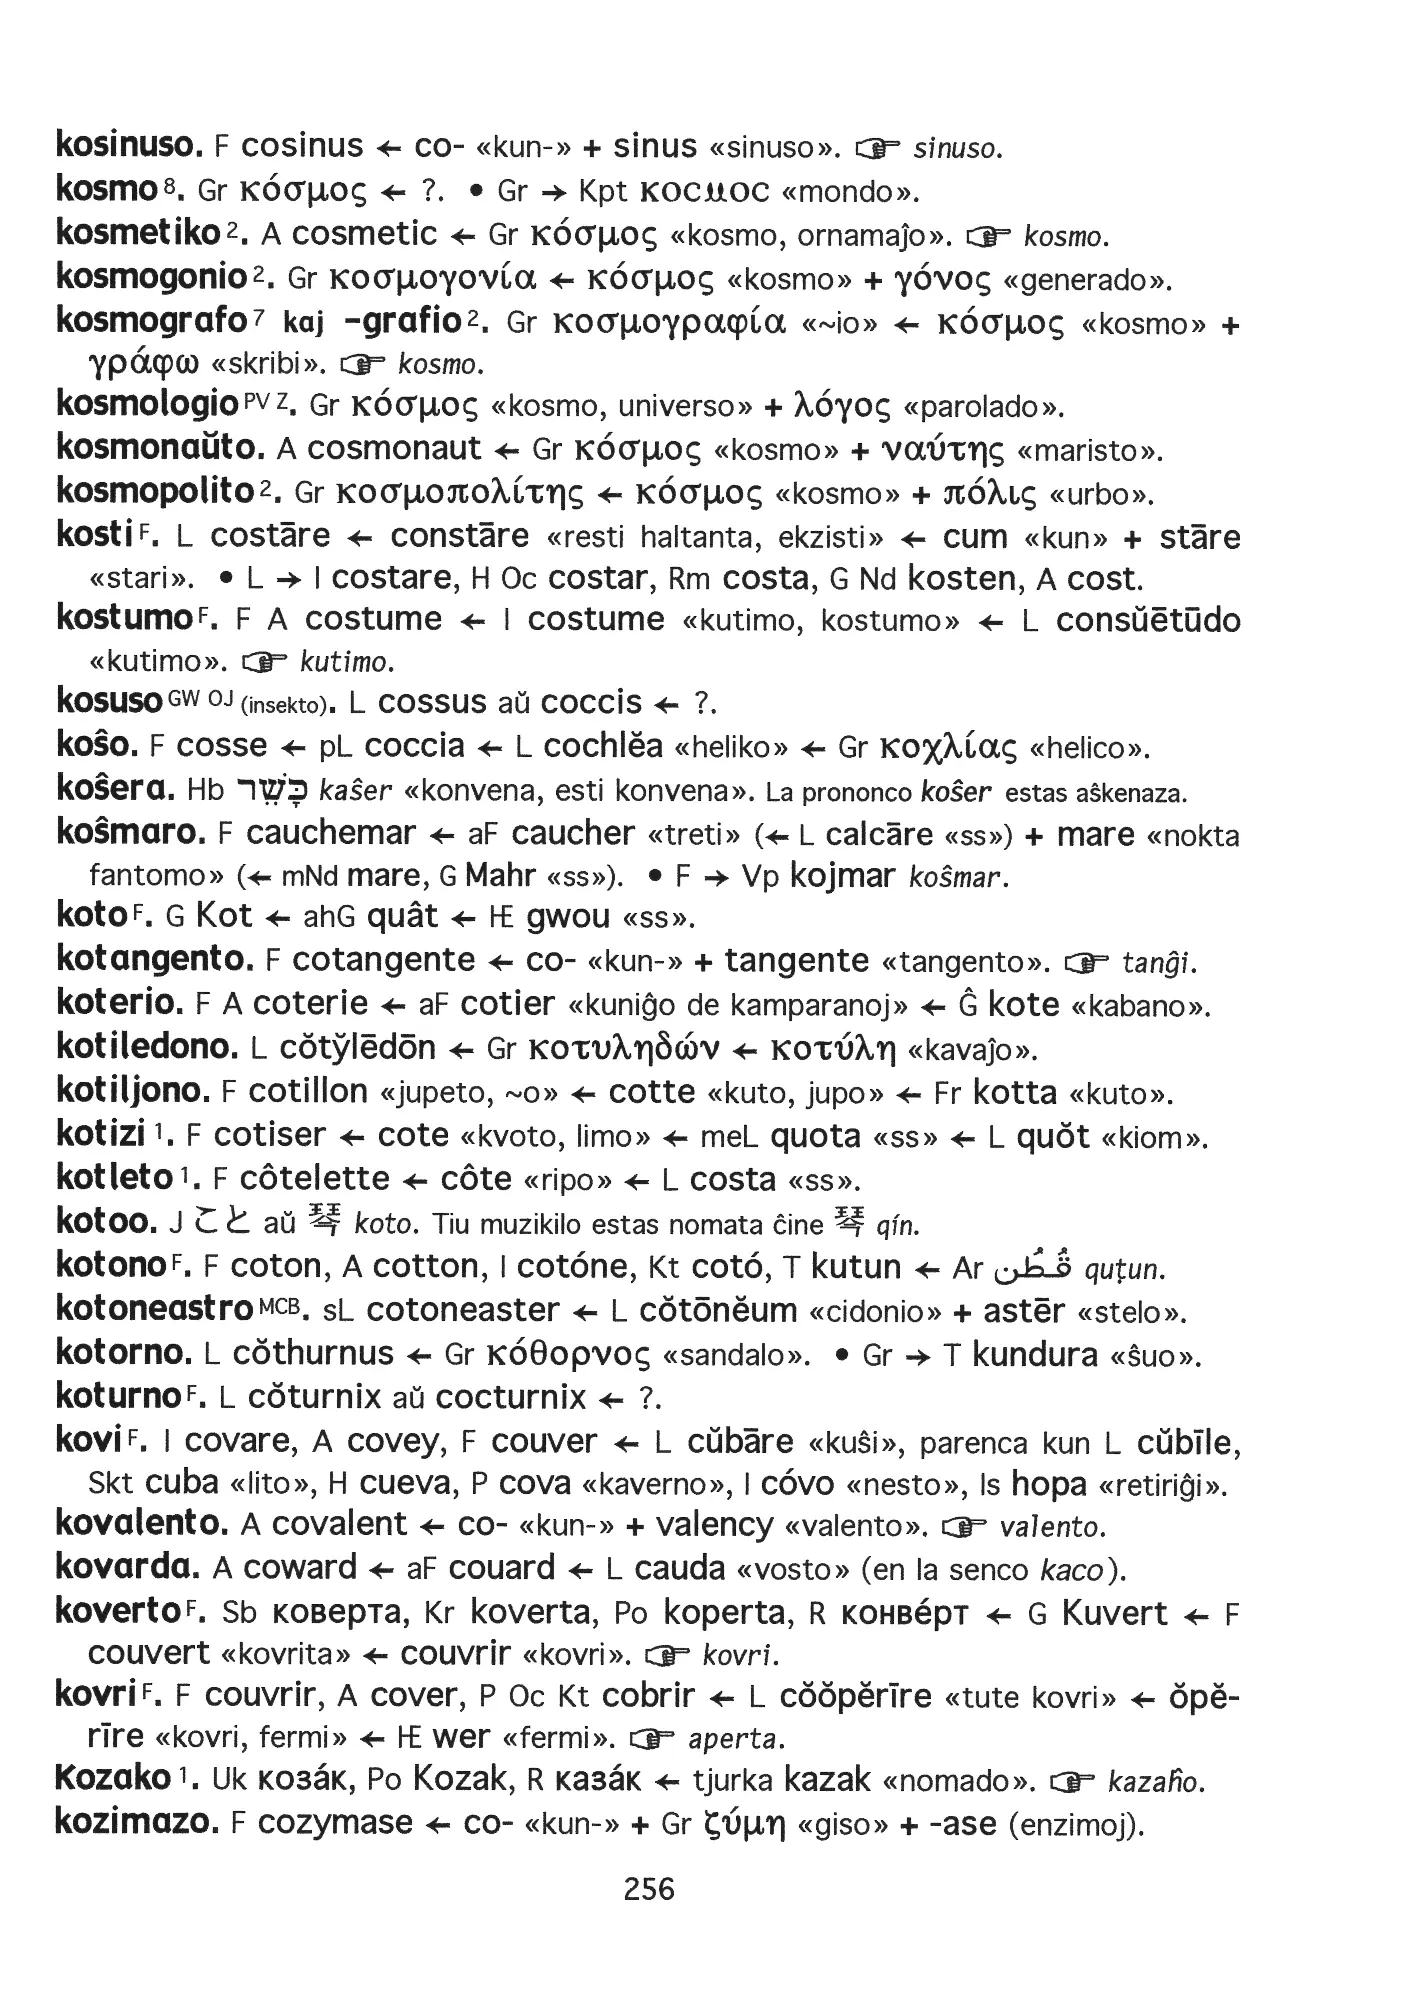 kosinuso. F cosinus ← co- «kun-» + sinus «sinuso». ☞ sinuso.
kosmo⁸. Gr κόσμος ← ?. • Gr → Kpt ⲕⲟⲥⲙⲟⲥ «mondo».
kosmetiko². A cosmetic ← Gr κόσμος «kosmo, ornamaĵo». ☞ kosmo.
kosmogonio². Gr κοσμογονία ← κόσμος «kosmo» + γόνος «generado».
kosmografo⁷ kaj -grafio². Gr κοσμογραφία «~io» ← κόσμος «kosmo» +
γράφω «skribi». ☞ kosmo.
kosmologio PV Z. Gr κόσμος «kosmo, universo» + λόγος «parolado».
kosmonaŭto. A cosmonaut ← Gr κόσμος «kosmo» + ναύτης «maristo».
kosmopolito². Gr κοσμοπολίτης ← κόσμος «kosmo» + πόλις «urbo».
kosti F. L costāre ← constāre «resti haltanta, ekzisti» ← cum «kun» + stāre
«stari». • L → I costare, H Oc costar, Rm costa, G Nd kosten, A cost.
kostumo F. F A costume ← I costume «kutimo, kostumo» ← L consŭētūdo
«kutimo». ☞ kutimo.
kosuso GW OJ (insekto). L cossus aŭ coccis ← ?.
koŝo. F cosse ← pL coccia ← L cochlĕa «heliko» ← Gr κοχλίας «helico».
koŝera. Hb כָּשֵׁר kaŝer «konvena, esti konvena». La prononco koŝer estas aŝkenaza.
koŝmaro. F cauchemar ← aF caucher «treti» (← L calcāre «ss») + mare «nokta
fantomo» (← mNd mare, G Mahr «ss»). • F → Vp kojmar koŝmar.
koto F. G Kot ← ahG quât ← IE gwou «ss».
kotangento. F cotangente ← co- «kun-» + tangente «tangento». ☞ tanĝi.
koterio. F A coterie ← aF cotier «kuniĝo de kamparanoj» ← Ĝ kote «kabano».
kotiledono. L cŏty̆lēdōn ← Gr κοτυληδών ← κοτύλη «kavaĵo».
kotiljono. F cotillon «jupeto, ~o» ← cotte «kuto, jupo» ← Fr kotta «kuto».
kotizi¹. F cotiser ← cote «kvoto, limo» ← meL quota «ss» ← L quŏt «kiom».
kotleto¹. F côtelette ← côte «ripo» ← L costa «ss».
kotoo. J こと aŭ 琴 koto. Tiu muzikilo estas nomata ĉine 琴 qín.
kotono F. F coton, A cotton, I cotóne, Kt cotó, T kutun ← Ar قُطُن quṭun.
kotoneastro MCB. sL cotoneaster ← L cŏtōnĕum «cidonio» + astēr «stelo».
kotorno. L cŏthurnus ← Gr κόθορνος «sandalo». • Gr → T kundura «ŝuo».
koturno F. L cŏturnix aŭ cocturnix ← ?.
kovi F. I covare, A covey, F couver ← L cŭbāre «kuŝi», parenca kun L cŭbīle,
Skt cuba «lito», H cueva, P cova «kaverno», I cóvo «nesto», Is hopa «retiriĝi».
kovalento. A covalent ← co- «kun-» + valency «valento». ☞ valento.
kovarda. A coward ← aF couard ← L cauda «vosto» (en la senco kaco).
koverto F. Sb коверта, Kr koverta, Po koperta, R конвéрт ← G Kuvert ← F
couvert «kovrita» ← couvrir «kovri». ☞ kovri.
kovri F. F couvrir, A cover, P Oc Kt cobrir ← L cŏŏpĕrīre «tute kovri» ← ŏpĕ-
rīre «kovri, fermi» ← IE wer «fermi». ☞ aperta.
Kozako¹. Uk козáк, Po Kozak, R казáк ← tjurka kazak «nomado». ☞ kazaĥo.
kozimazo. F cozymase ← co- «kun-» + Gr ζύμη «giso» + -ase (enzimoj).
256